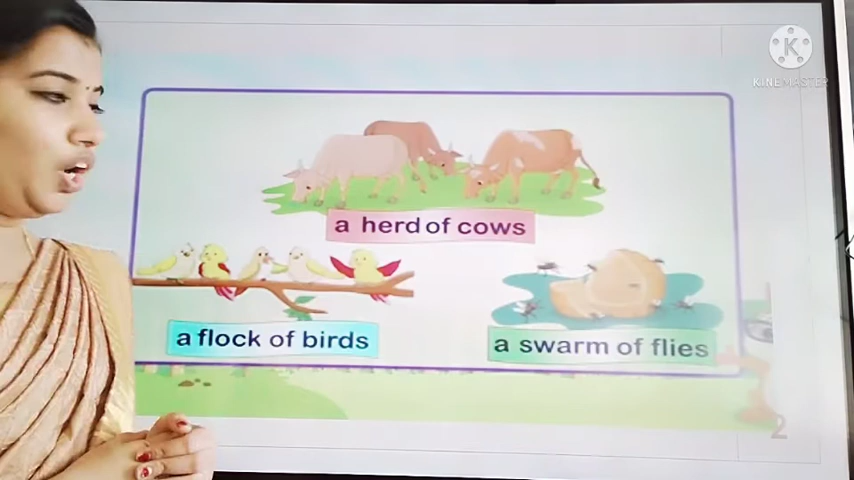 K
KINEMASTER
a herd of cows
a flock of birds
a swarm of flies
2